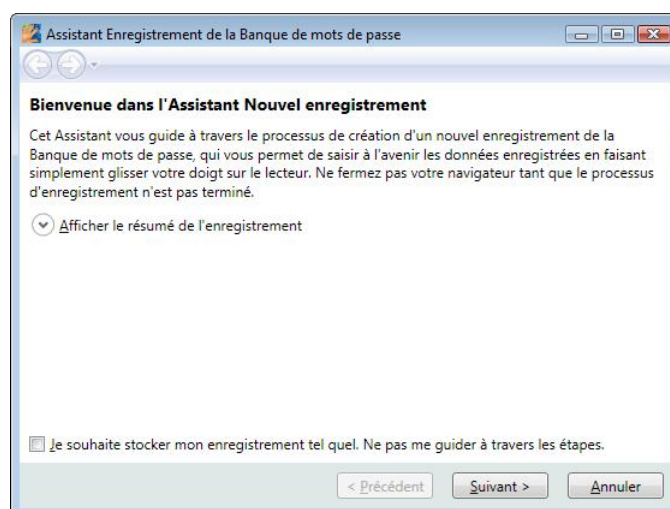 Assistant Enregistrement de la Banque de mots de passe
Bienvenue dans l'Assistant Nouvel enregistrement
Cet Assistant vous guide à travers le processus de création d'un nouvel enregistrement de la
Banque de mots de passe, qui vous permet de saisir à l'avenir les données enregistrées en faisant
simplement glisser votre doigt sur le lecteur. Ne fermez pas votre navigateur tant que le processus
d'enregistrement n'est pas terminé.
Afficher le résumé de l'enregistrement
Je souhaite stocker mon enregistrement tel quel. Ne pas me guider à travers les étapes.
< Précédent Suivant > Annuler